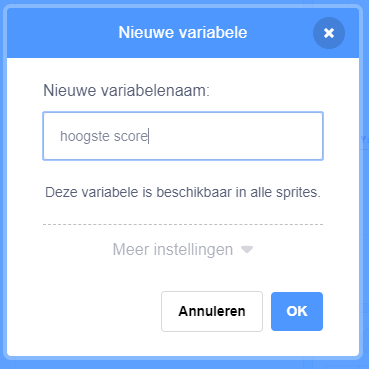 Nieuwe variabele
Nieuwe variabelenaam:
hoogste score
Deze variabele is beschikbaar in alle sprites.
Meer instellingen
Annuleren
OK